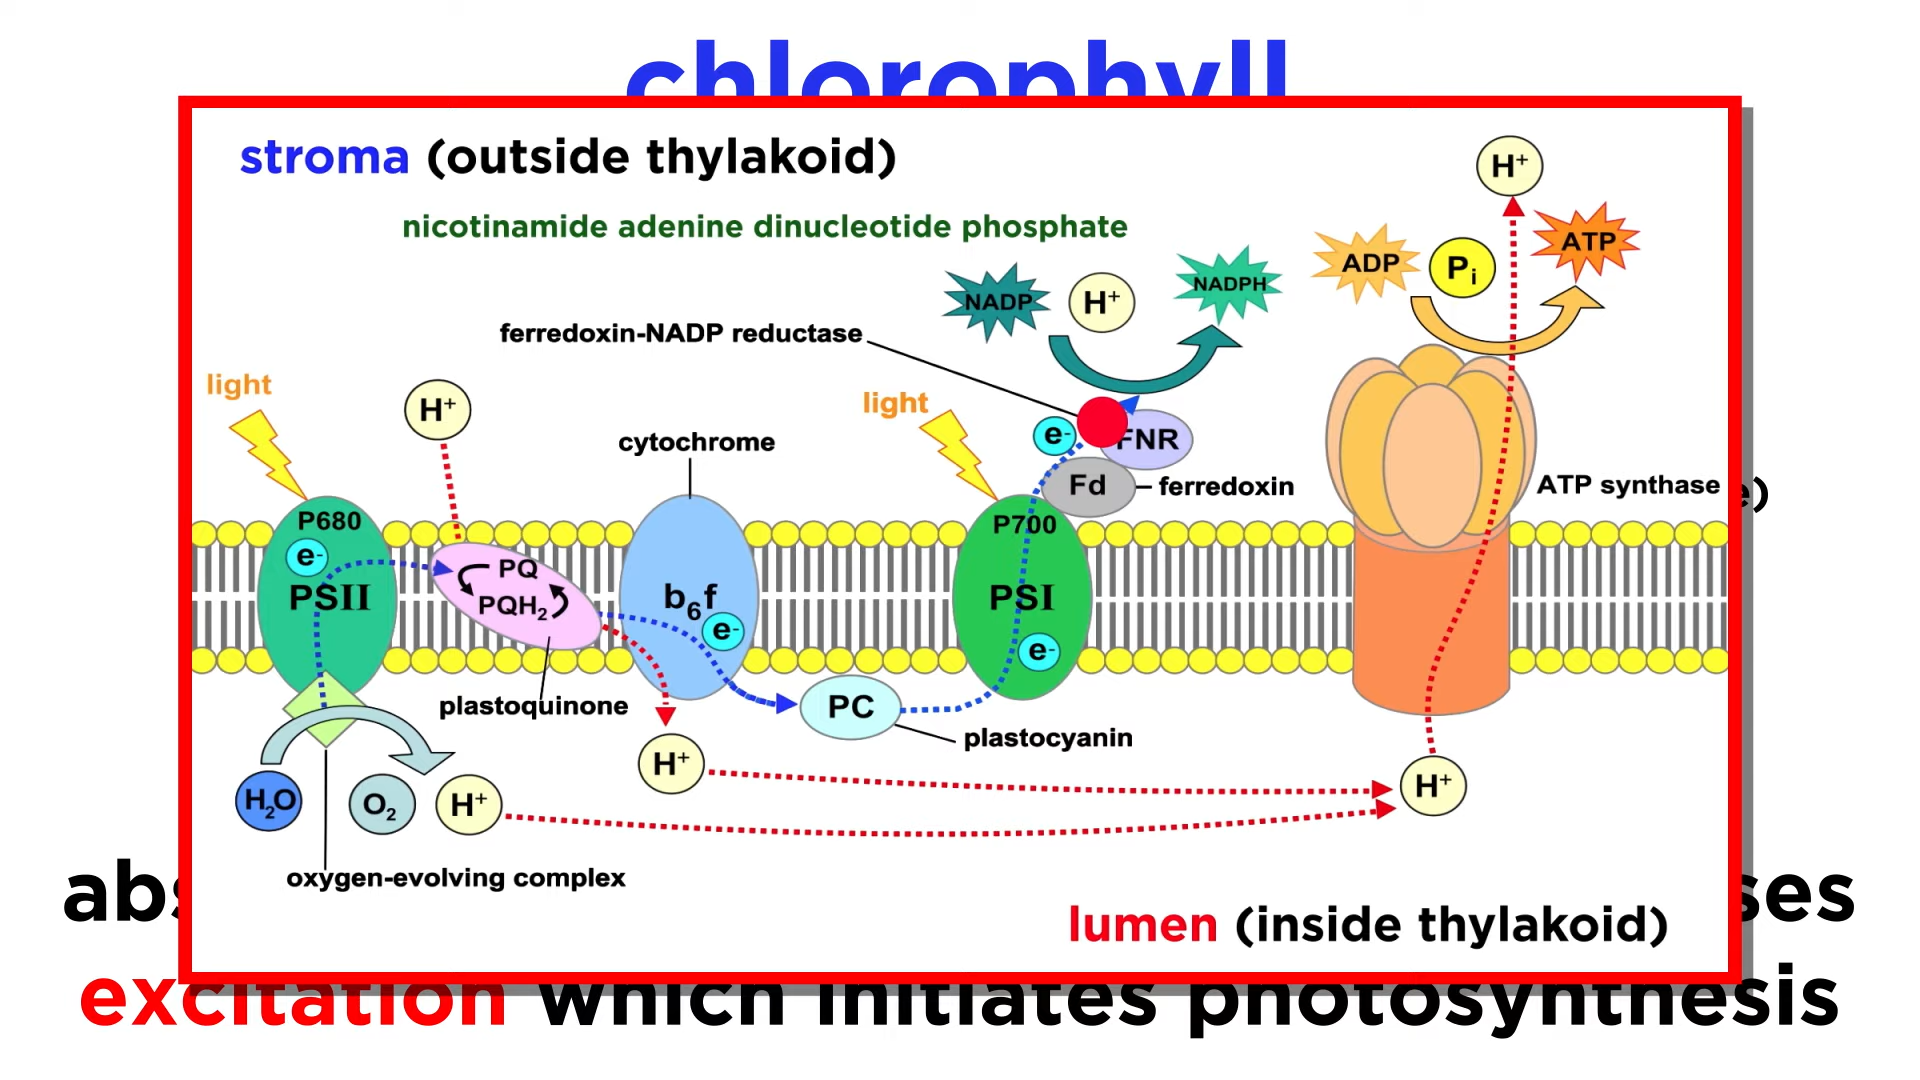 chlorophyll
stroma (outside thylakoid)
nicotinamide adenine dinucleotide phosphate
H⁺
ADP
Pᵢ
ATP
NADP
H⁺
NADPH
ferredoxin-NADP reductase
light
H⁺
light
cytochrome
e⁻
FNR
Fd
ferredoxin
ATP synthase
e)
P680
e⁻
PSII
PQ
PQH₂
b₆f
e⁻
P700
PSI
e⁻
plastoquinone
PC
plastocyanin
H⁺
H⁺
H₂O
O₂
H⁺
oxygen-evolving complex
lumen (inside thylakoid)
excitation which initiates photosynthesis